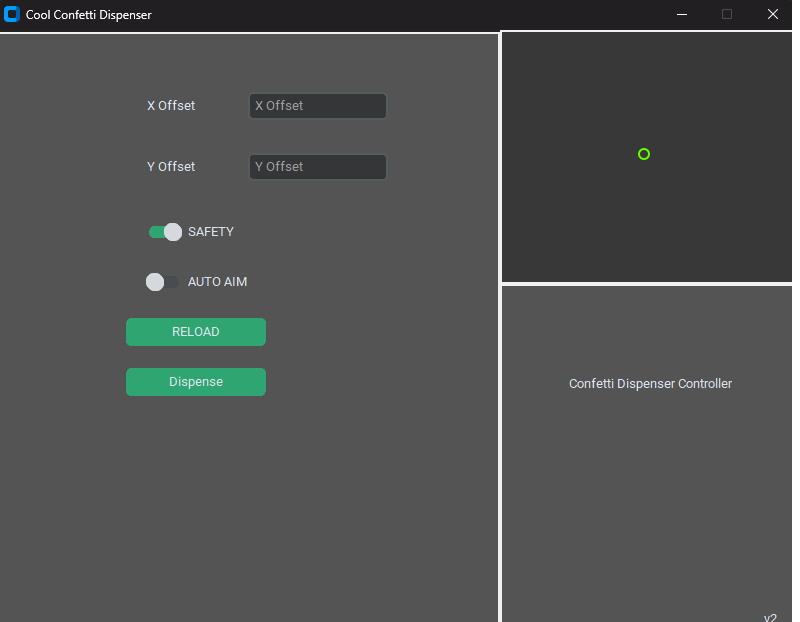 Cool Confetti Dispenser
X Offset
X Offset
Y Offset
Y Offset
SAFETY
AUTO AIM
RELOAD
Dispense
Confetti Dispenser Controller
v2